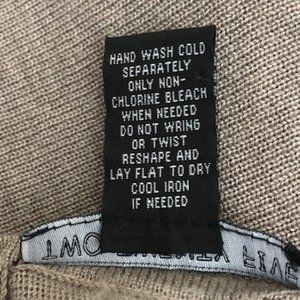 HAND WASH COLD
SEPARATELY
ONLY NON-
CHLORINE BLEACH
WHEN NEEDED
DO NOT WRING
OR TWIST
RESHAPE AND
LAY FLAT TO DRY
COOL IRON
IF NEEDED
TWO